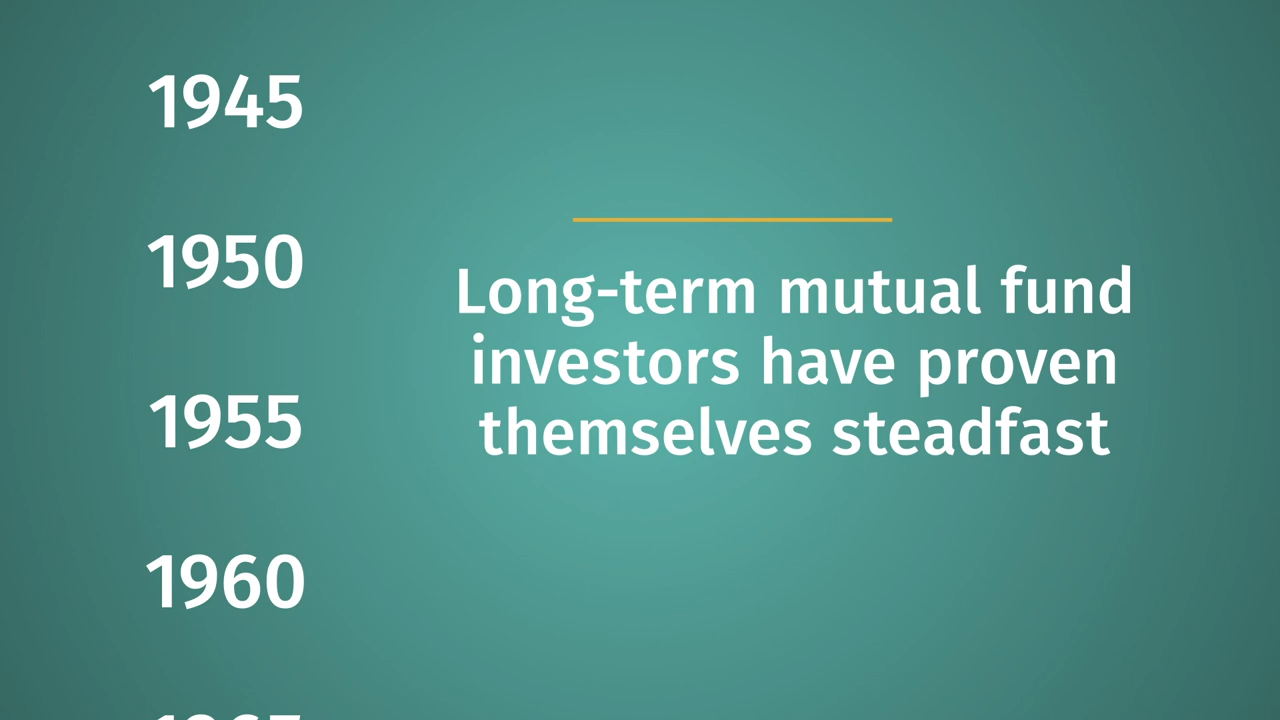 1945
1950
1955
1960
Long-term mutual fund
investors have proven
themselves steadfast